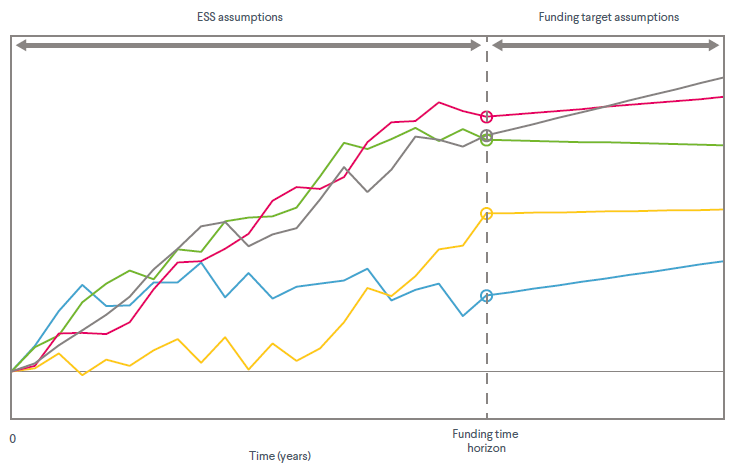 ESS assumptions
Funding target assumptions
0
Funding time
horizon
Time (years)